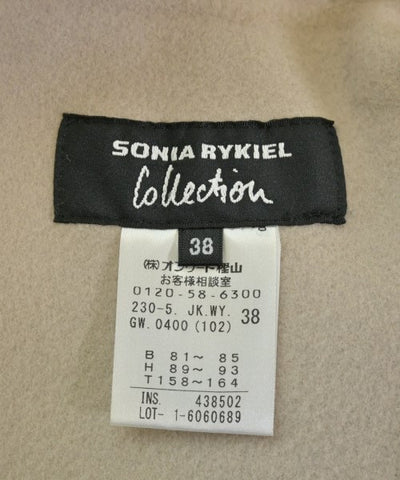 SONIA RYKIEL
Collection
38
(株)オンワード樫山
お客様相談室
0120-58-6300
230-5. JK.WY. 38
GW.0400 (102)
B 81～ 85
H 89～ 93
T 158～164
INS. 438502
LOT- 1-6060689